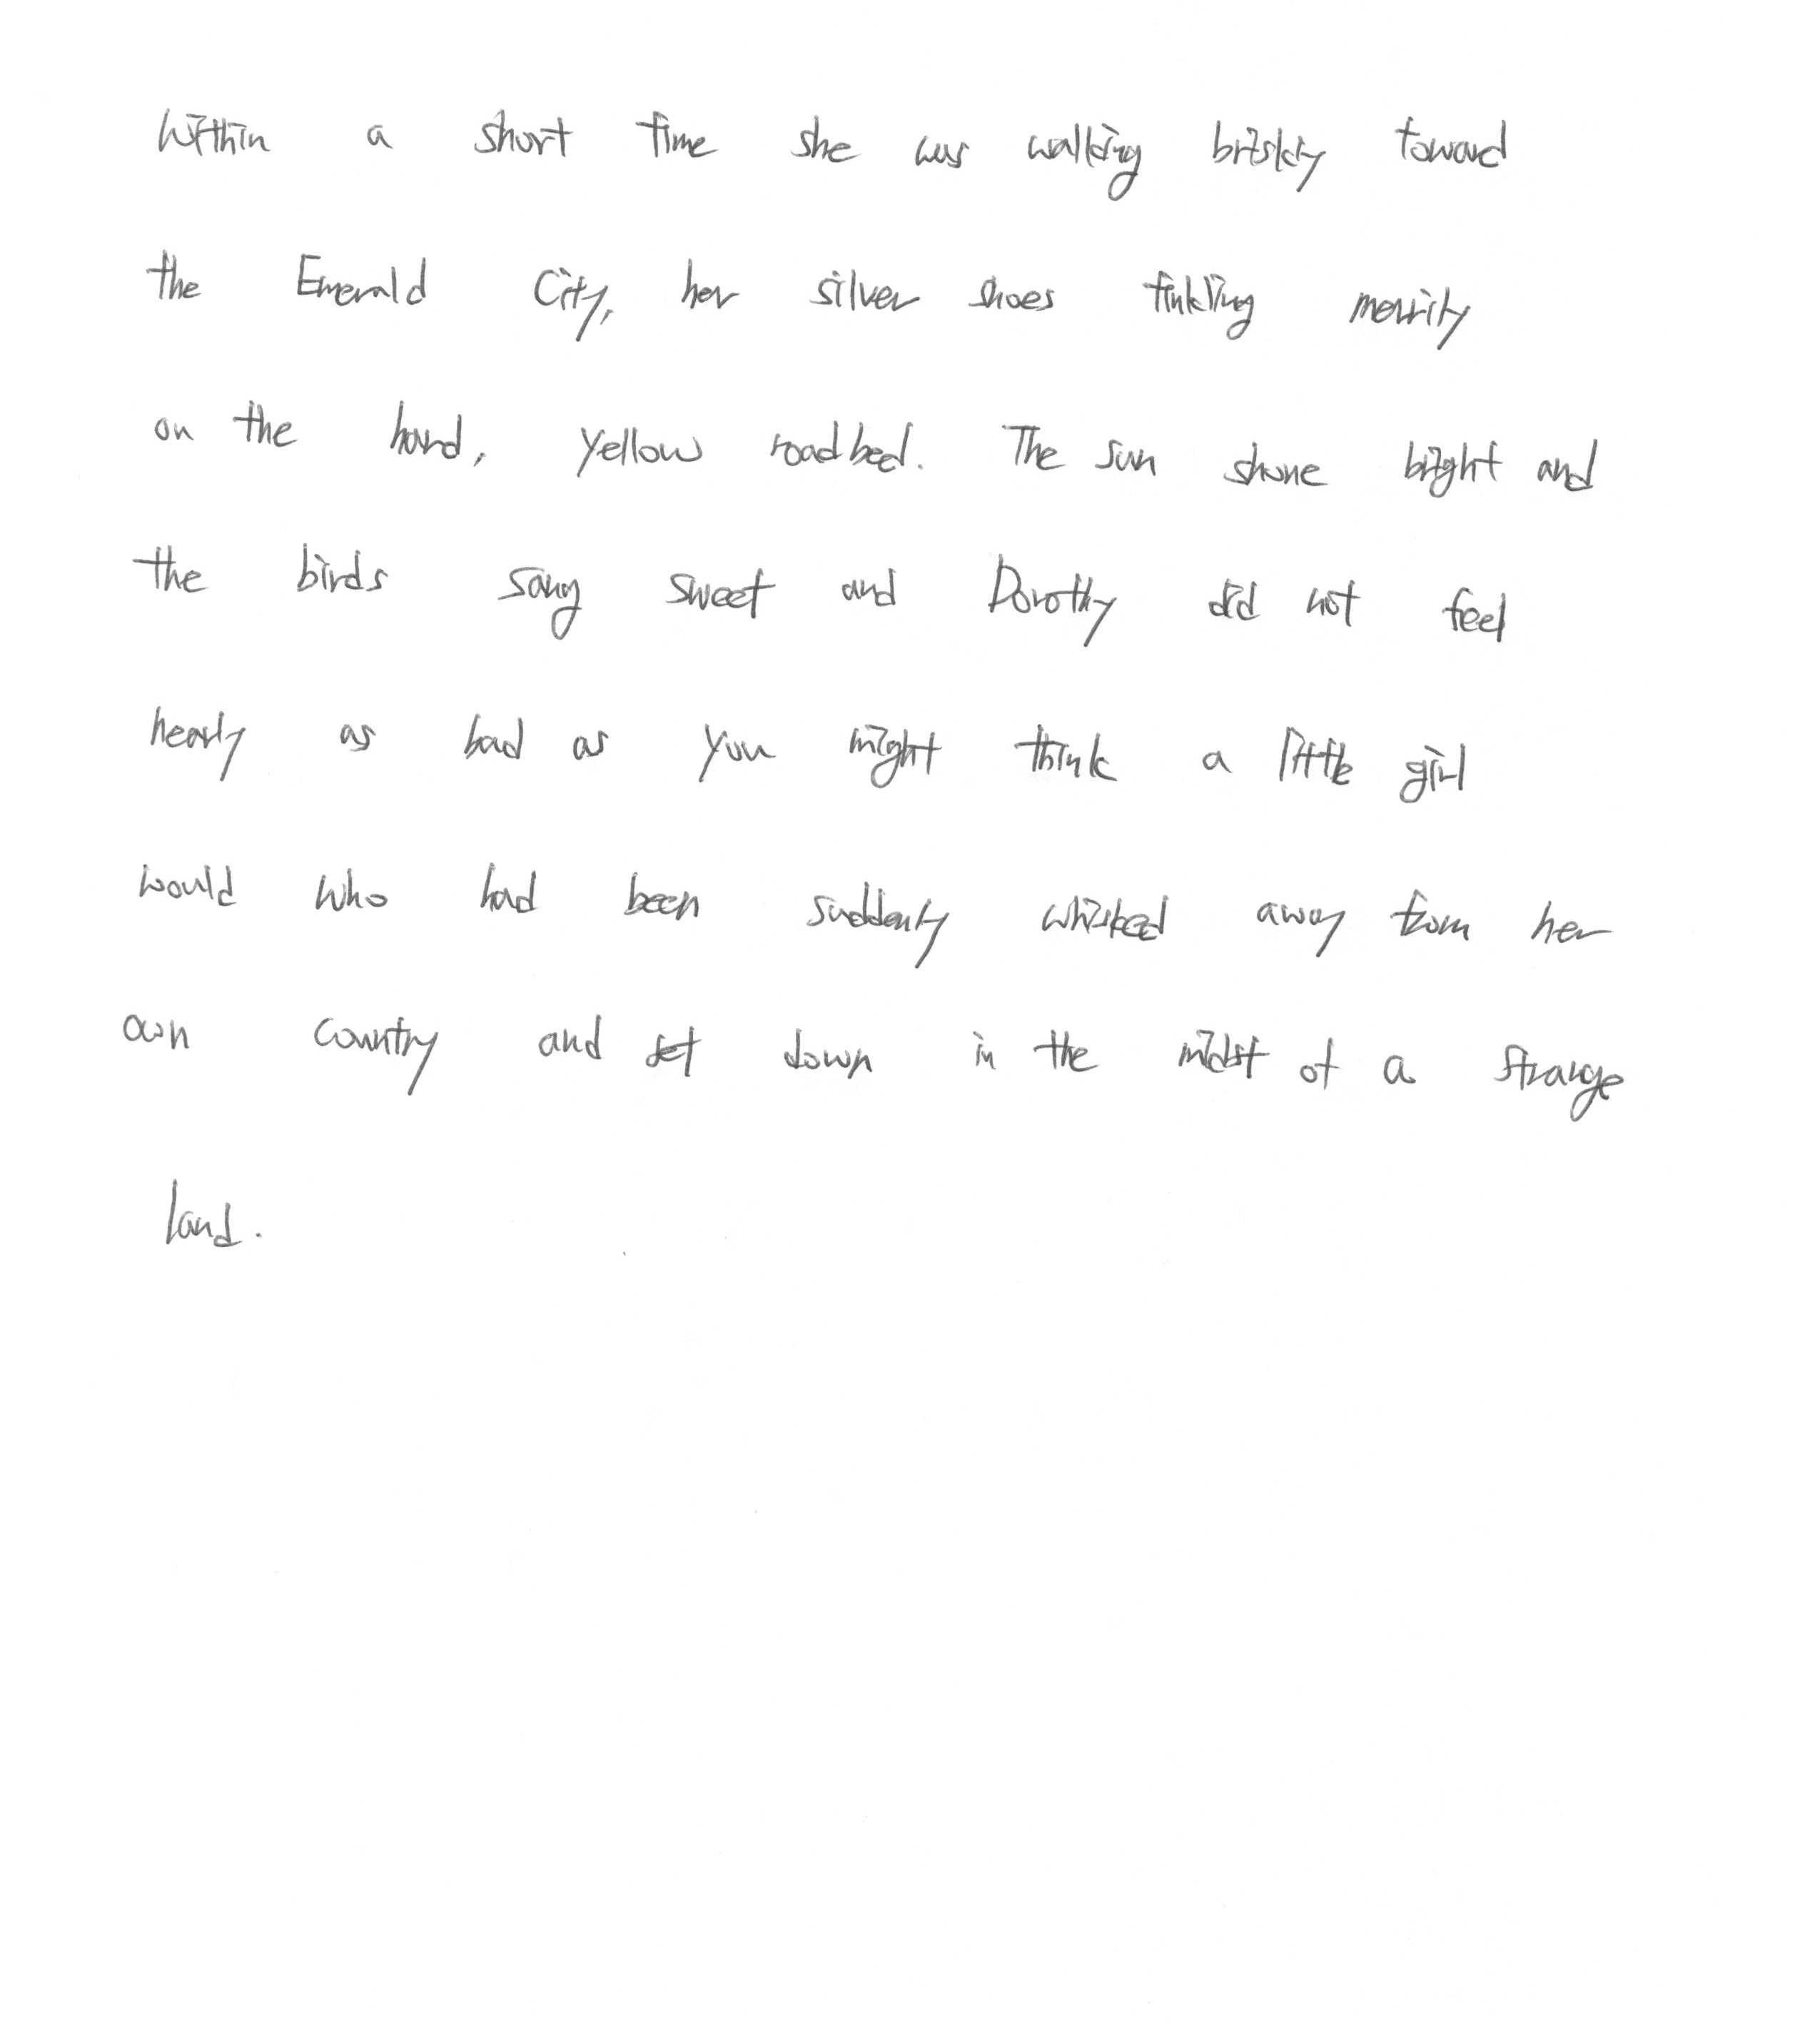 Within a short time she was walking briskly toward
the Emerald City, her silver shoes tinkling merrily
on the hard, yellow roadbed. The sun shone bright and
the birds sang sweet and Dorothy did not feel
nearly as bad as you might think a little girl
would who had been suddenly whisked away from her
own country and set down in the midst of a strange
land.